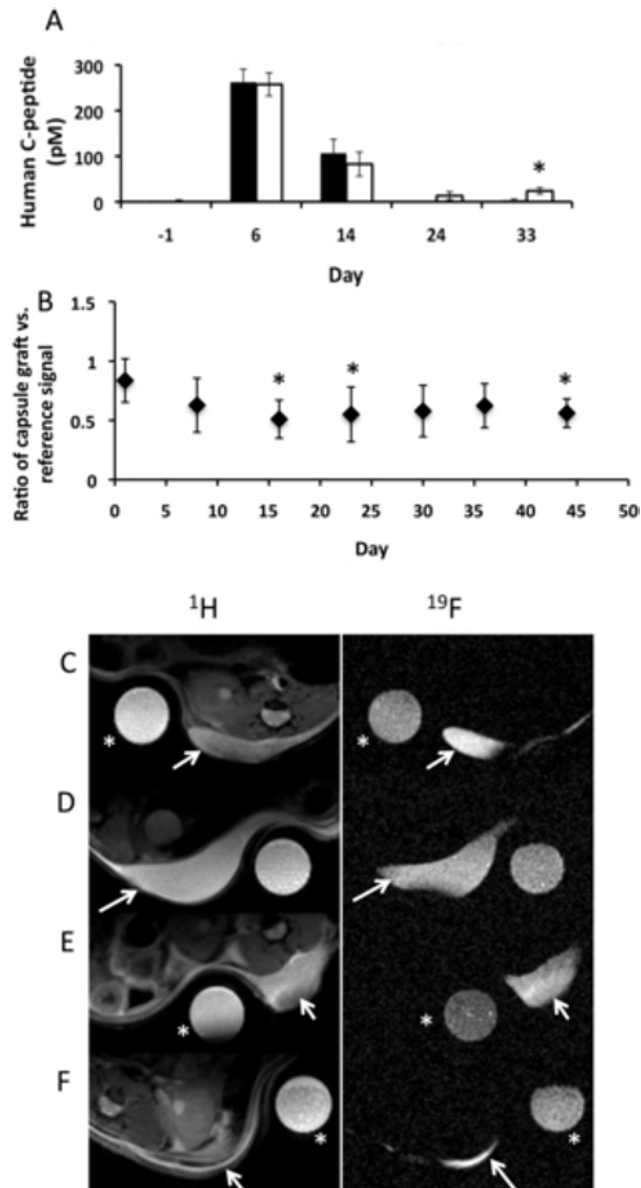 A
Human C-peptide
(pM)
300
200
100
0
*
-1 6 14 24 33
Day
B
Ratio of capsule graft vs.
reference signal
1.5
1
0.5
0
* * *
0 5 10 15 20 25 30 35 40 45 50
Day
¹H ¹⁹F
C
* *
D
E
* *
F
* *